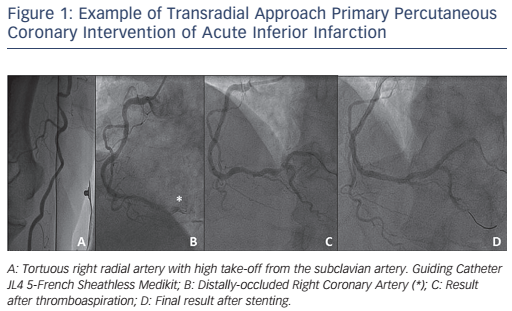 Figure 1: Example of Transradial Approach Primary Percutaneous
Coronary Intervention of Acute Inferior Infarction
A
B
*
C
D
A: Tortuous right radial artery with high take-off from the subclavian artery. Guiding Catheter
JL4 5-French Sheathless Medikit; B: Distally-occluded Right Coronary Artery (*); C: Result
after thromboaspiration; D: Final result after stenting.